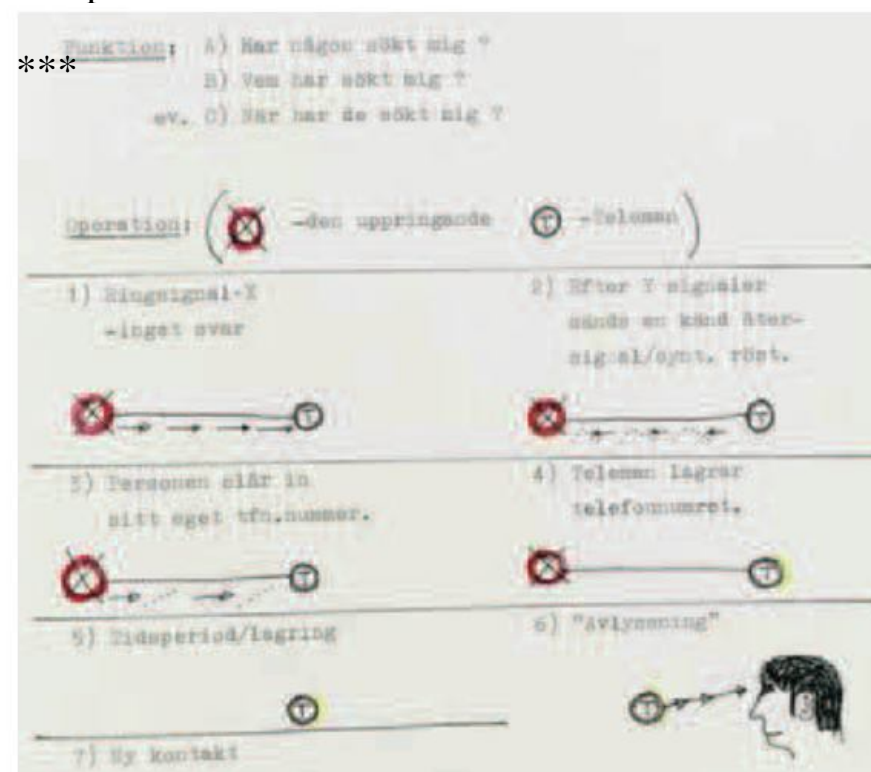 ***
Funktion: A) Har någon sökt mig ?
B) Vem har sökt mig ?
ev. C) När har de sökt mig ?
Operation: ( X -den uppringande T -Teleman )
1) Ringsignal-X
-inget svar
2) Efter Y signaler
sänds en känd åter-
signal/synt. röst.
X T
X T
3) Personen slår in
sitt eget tfn.nummer.
4) Teleman lagrar
telefonnumret.
X T
X T
5) Tidsperiod/lagring
6) "Avlyssning"
T
T
7) Ny kontakt